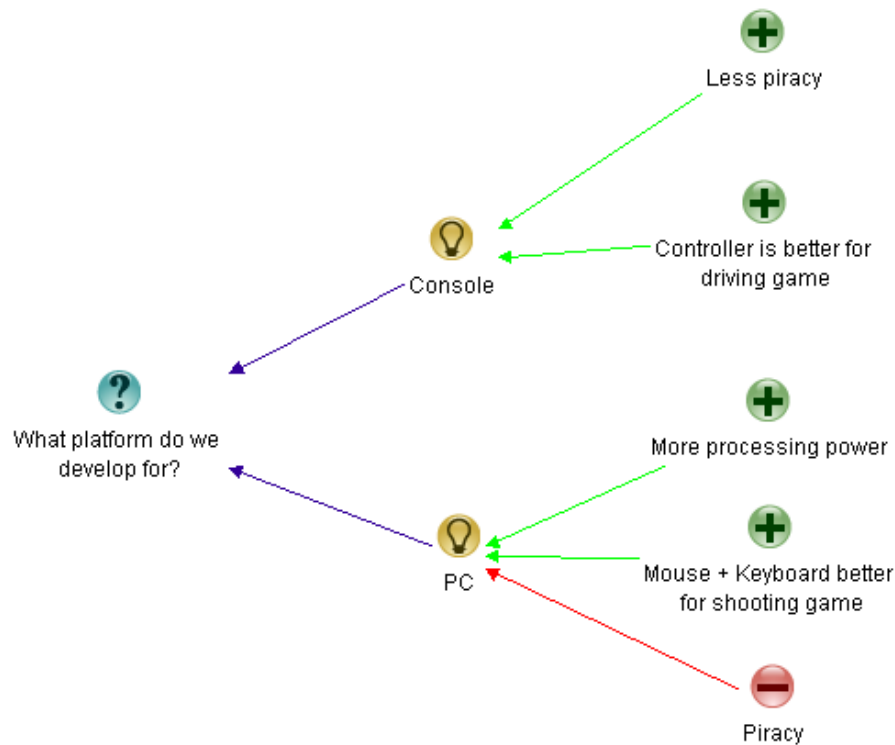 Less piracy
Controller is better for
driving game
Console
What platform do we
develop for?
More processing power
Mouse + Keyboard better
for shooting game
PC
Piracy